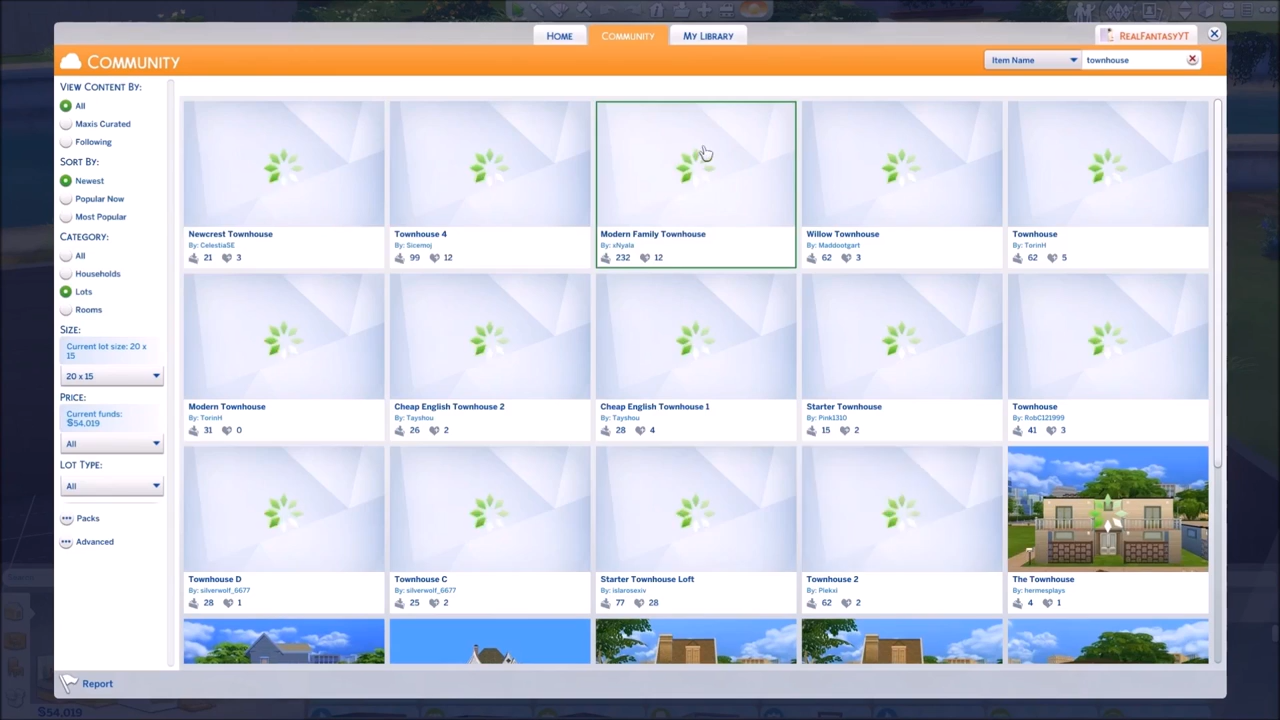 HOME
COMMUNITY
MY LIBRARY
REALFANTASYYT
COMMUNITY
Item Name
townhouse
VIEW CONTENT BY:
All
Maxis Curated
Following
SORT BY:
Newest
Popular Now
Most Popular
CATEGORY:
All
Households
Lots
Rooms
SIZE:
Current lot size: 20 x
15
20 x 15
PRICE:
Current funds:
$54,019
All
LOT TYPE:
All
Packs
Advanced
Newcrest Townhouse
By: CelestiaSE
21 3
Townhouse 4
By: Sicemoj
99 12
Modern Family Townhouse
By: xNyala
232 12
Willow Townhouse
By: Maddootgart
62 3
Townhouse
By: TorinH
62 5
Modern Townhouse
By: TorinH
31 0
Cheap English Townhouse 2
By: Tayshou
26 2
Cheap English Townhouse 1
By: Tayshou
28 4
Starter Townhouse
By: Pink1310
15 2
Townhouse
By: RobC121999
41 3
Townhouse D
By: silverwolf_6677
28 1
Townhouse C
By: silverwolf_6677
25 2
Starter Townhouse Loft
By: islarosexiv
77 28
Townhouse 2
By: Plekxi
62 2
The Townhouse
By: hermesplays
4 1
Report
$54,019